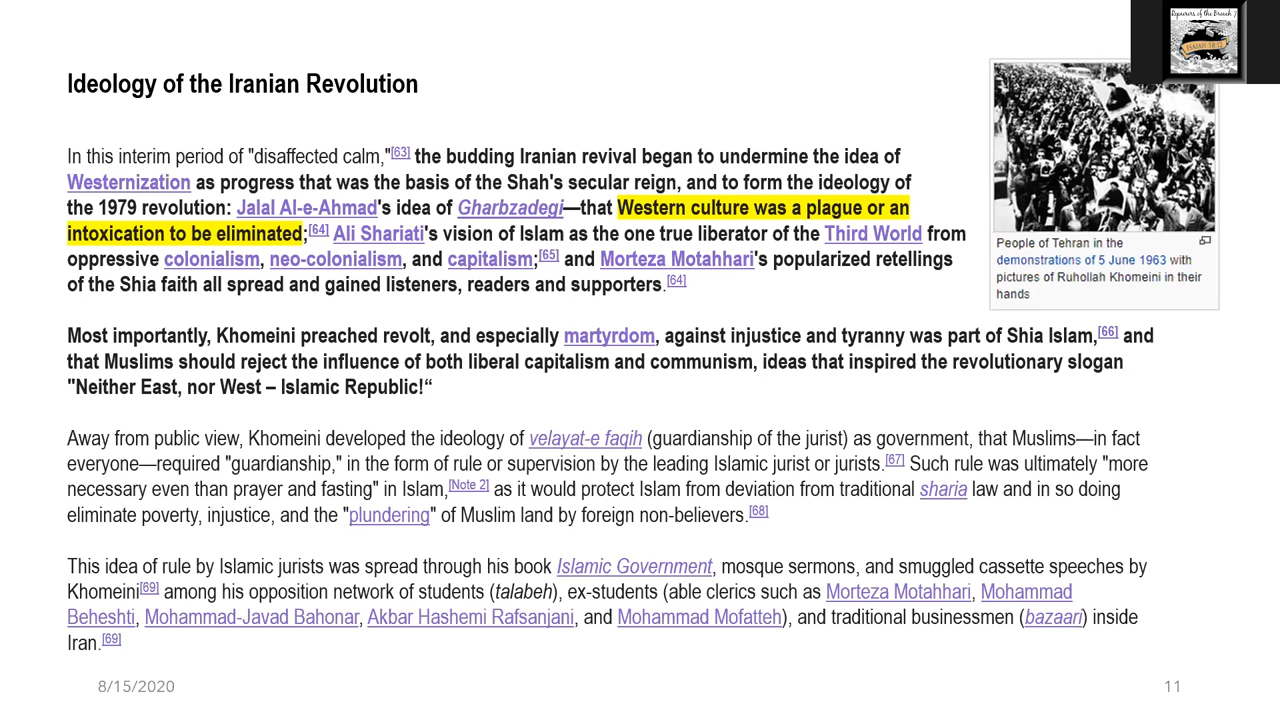 Repairers of the Breach 7
ISAIAH 58:12
Ideology of the Iranian Revolution
In this interim period of "disaffected calm,"[63] the budding Iranian revival began to undermine the idea of
Westernization as progress that was the basis of the Shah's secular reign, and to form the ideology of
the 1979 revolution: Jalal Al-e-Ahmad's idea of Gharbzadegi—that Western culture was a plague or an
intoxication to be eliminated;[64] Ali Shariati's vision of Islam as the one true liberator of the Third World from
oppressive colonialism, neo-colonialism, and capitalism;[65] and Morteza Motahhari's popularized retellings
of the Shia faith all spread and gained listeners, readers and supporters.[64]
People of Tehran in the
demonstrations of 5 June 1963 with
pictures of Ruhollah Khomeini in their
hands
Most importantly, Khomeini preached revolt, and especially martyrdom, against injustice and tyranny was part of Shia Islam,[66] and
that Muslims should reject the influence of both liberal capitalism and communism, ideas that inspired the revolutionary slogan
"Neither East, nor West – Islamic Republic!“
Away from public view, Khomeini developed the ideology of velayat-e faqih (guardianship of the jurist) as government, that Muslims—in fact
everyone—required "guardianship," in the form of rule or supervision by the leading Islamic jurist or jurists.[67] Such rule was ultimately "more
necessary even than prayer and fasting" in Islam,[Note 2] as it would protect Islam from deviation from traditional sharia law and in so doing
eliminate poverty, injustice, and the "plundering" of Muslim land by foreign non-believers.[68]
This idea of rule by Islamic jurists was spread through his book Islamic Government, mosque sermons, and smuggled cassette speeches by
Khomeini[69] among his opposition network of students (talabeh), ex-students (able clerics such as Morteza Motahhari, Mohammad
Beheshti, Mohammad-Javad Bahonar, Akbar Hashemi Rafsanjani, and Mohammad Mofatteh), and traditional businessmen (bazaari) inside
Iran.[69]
8/15/2020
11